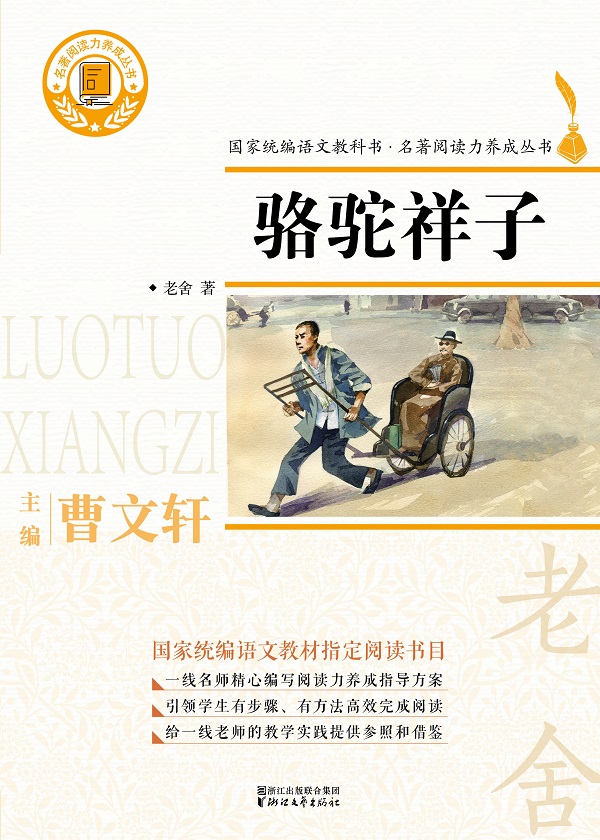 名著阅读力养成丛书
国家统编语文教科书·名著阅读力养成丛书
骆驼祥子
老舍 著
LUOTUO
XIANGZI
主编
曹文轩
老舍
国家统编语文教材指定阅读书目
一线名师精心编写阅读力养成指导方案
引领学生有步骤、有方法高效完成阅读
给一线老师的教学实践提供参照和借鉴
浙江出版联合集团
浙江文艺出版社